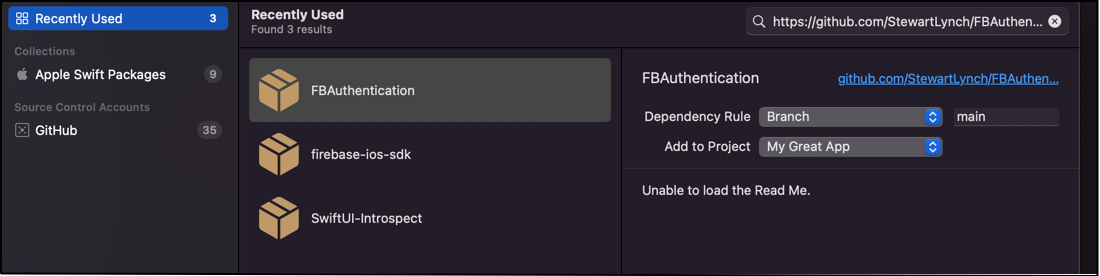 Recently Used 3
Collections
Apple Swift Packages 9
Source Control Accounts
GitHub 35
Recently Used
Found 3 results
https://github.com/StewartLynch/FBAuthen...
FBAuthentication
firebase-ios-sdk
SwiftUI-Introspect
FBAuthentication github.com/StewartLynch/FBAuthen...
Dependency Rule Branch main
Add to Project My Great App
Unable to load the Read Me.